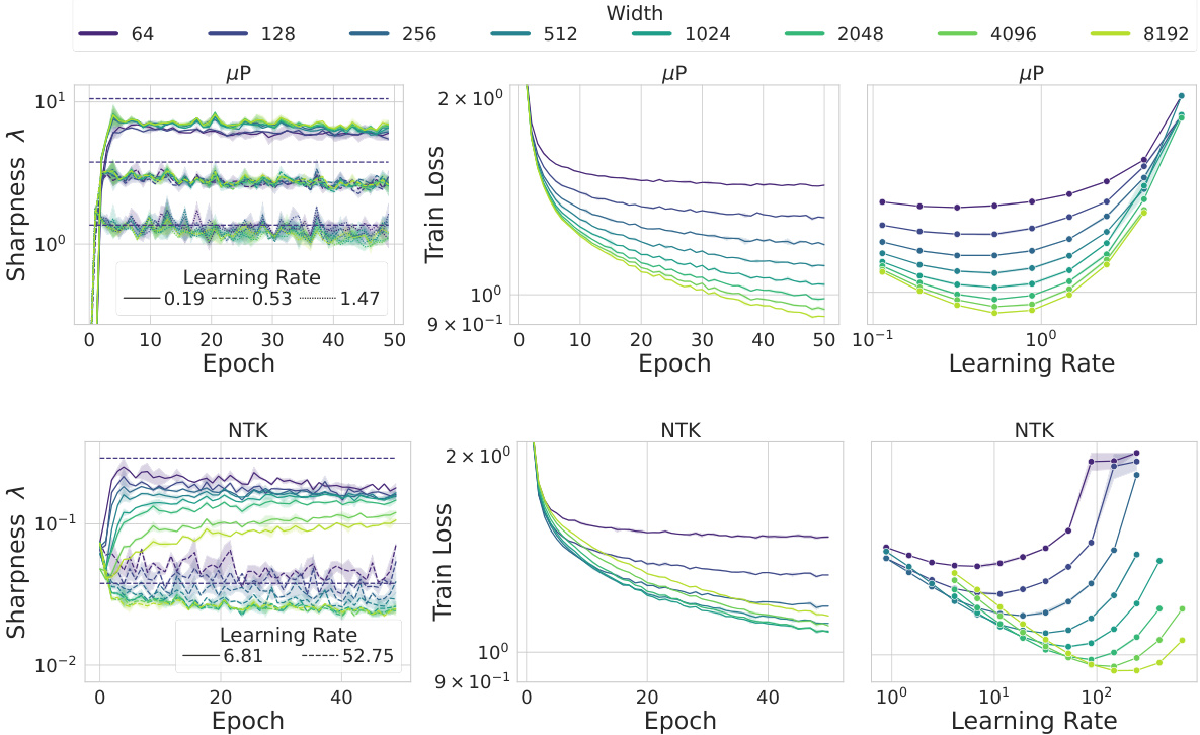 Width
64 128 256 512 1024 2048 4096 8192
μP μP μP
Sharpness λ
10¹
10⁰
Learning Rate
0.19 0.53 1.47
0 10 20 30 40 50
Epoch
Train Loss
2 × 10⁰
10⁰
9 × 10⁻¹
0 10 20 30 40 50
Epoch
10⁻¹ 10⁰
Learning Rate
NTK NTK NTK
Sharpness λ
10⁻¹
10⁻²
Learning Rate
6.81 52.75
0 20 40
Epoch
Train Loss
2 × 10⁰
10⁰
9 × 10⁻¹
0 20 40
Epoch
10⁰ 10¹ 10²
Learning Rate